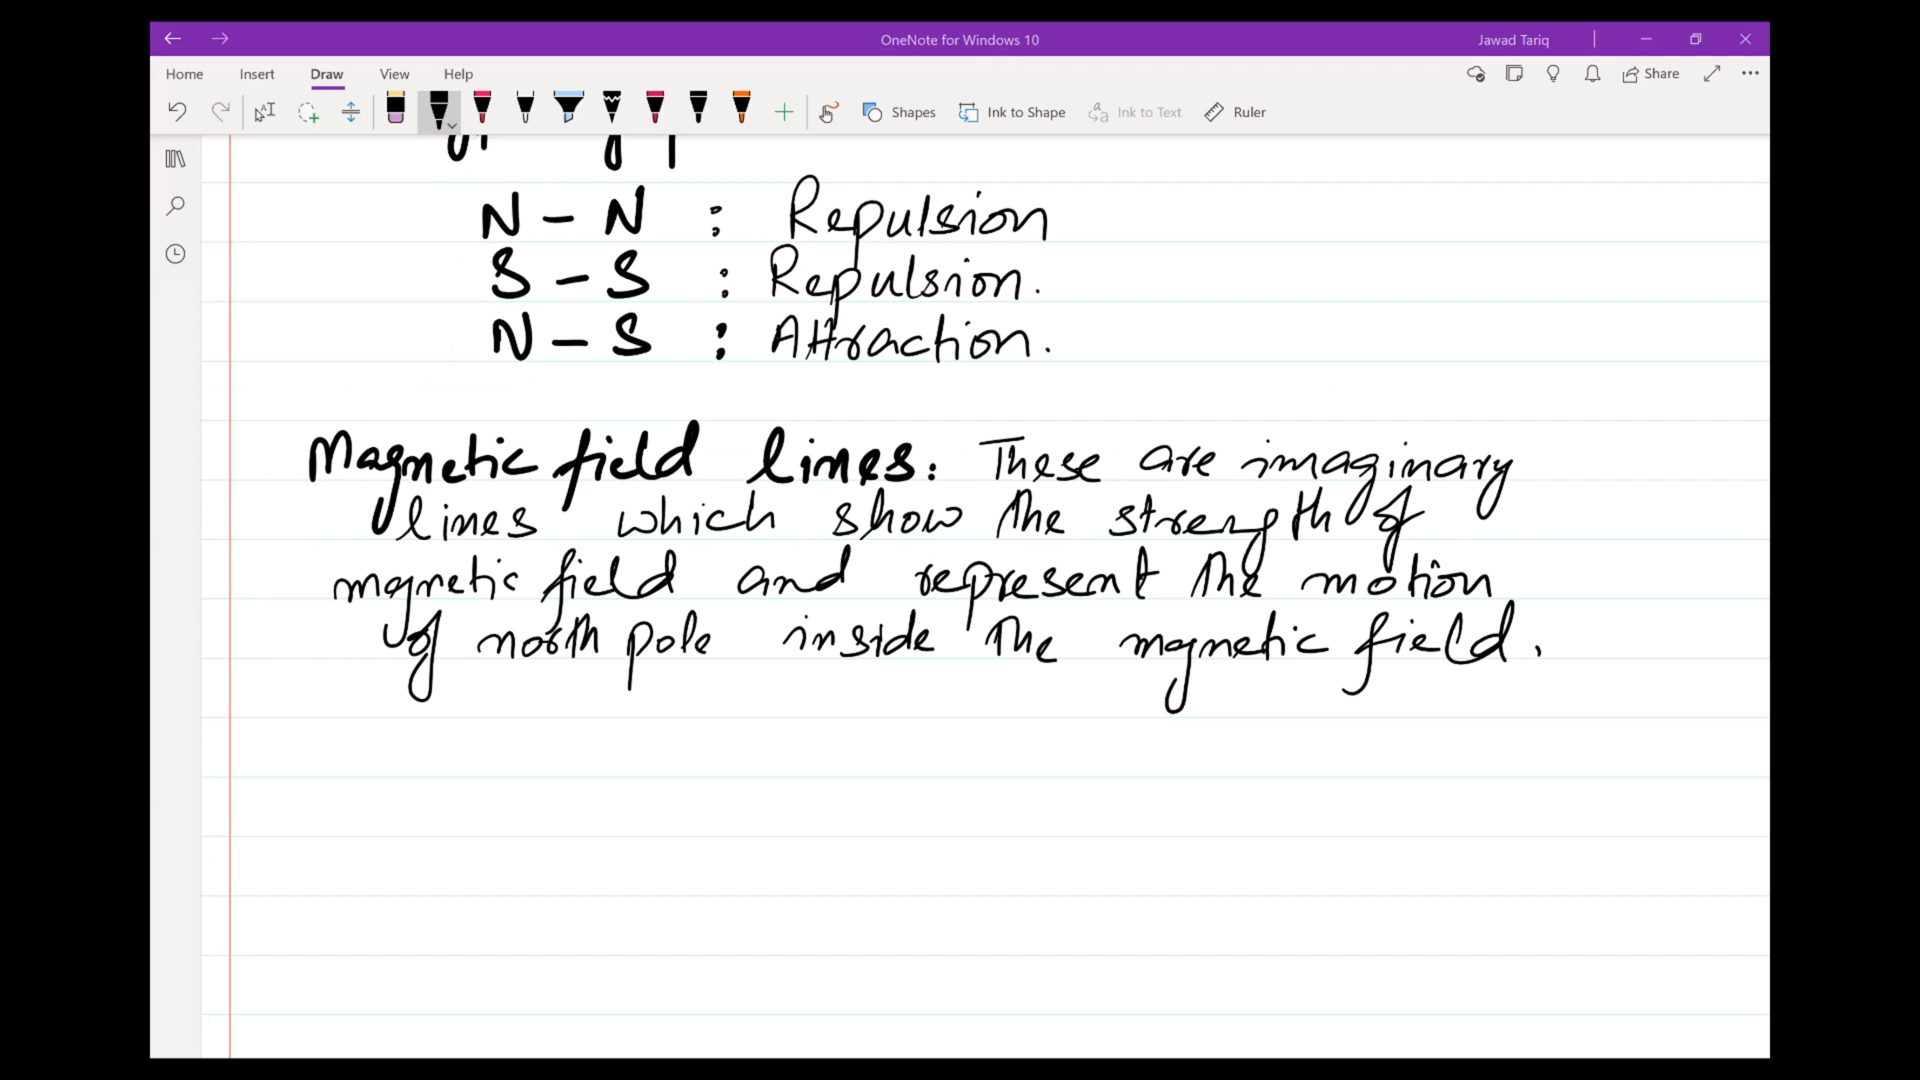 OneNote for Windows 10
Jawad Tariq
Home Insert Draw View Help
Share
Shapes Ink to Shape Ink to Text Ruler
N - N : Repulsion
S - S : Repulsion.
N - S : Attraction.
Magnetic field lines: These are imaginary
lines which show the strength of
magnetic field and represent the motion
of north pole inside the magnetic field.